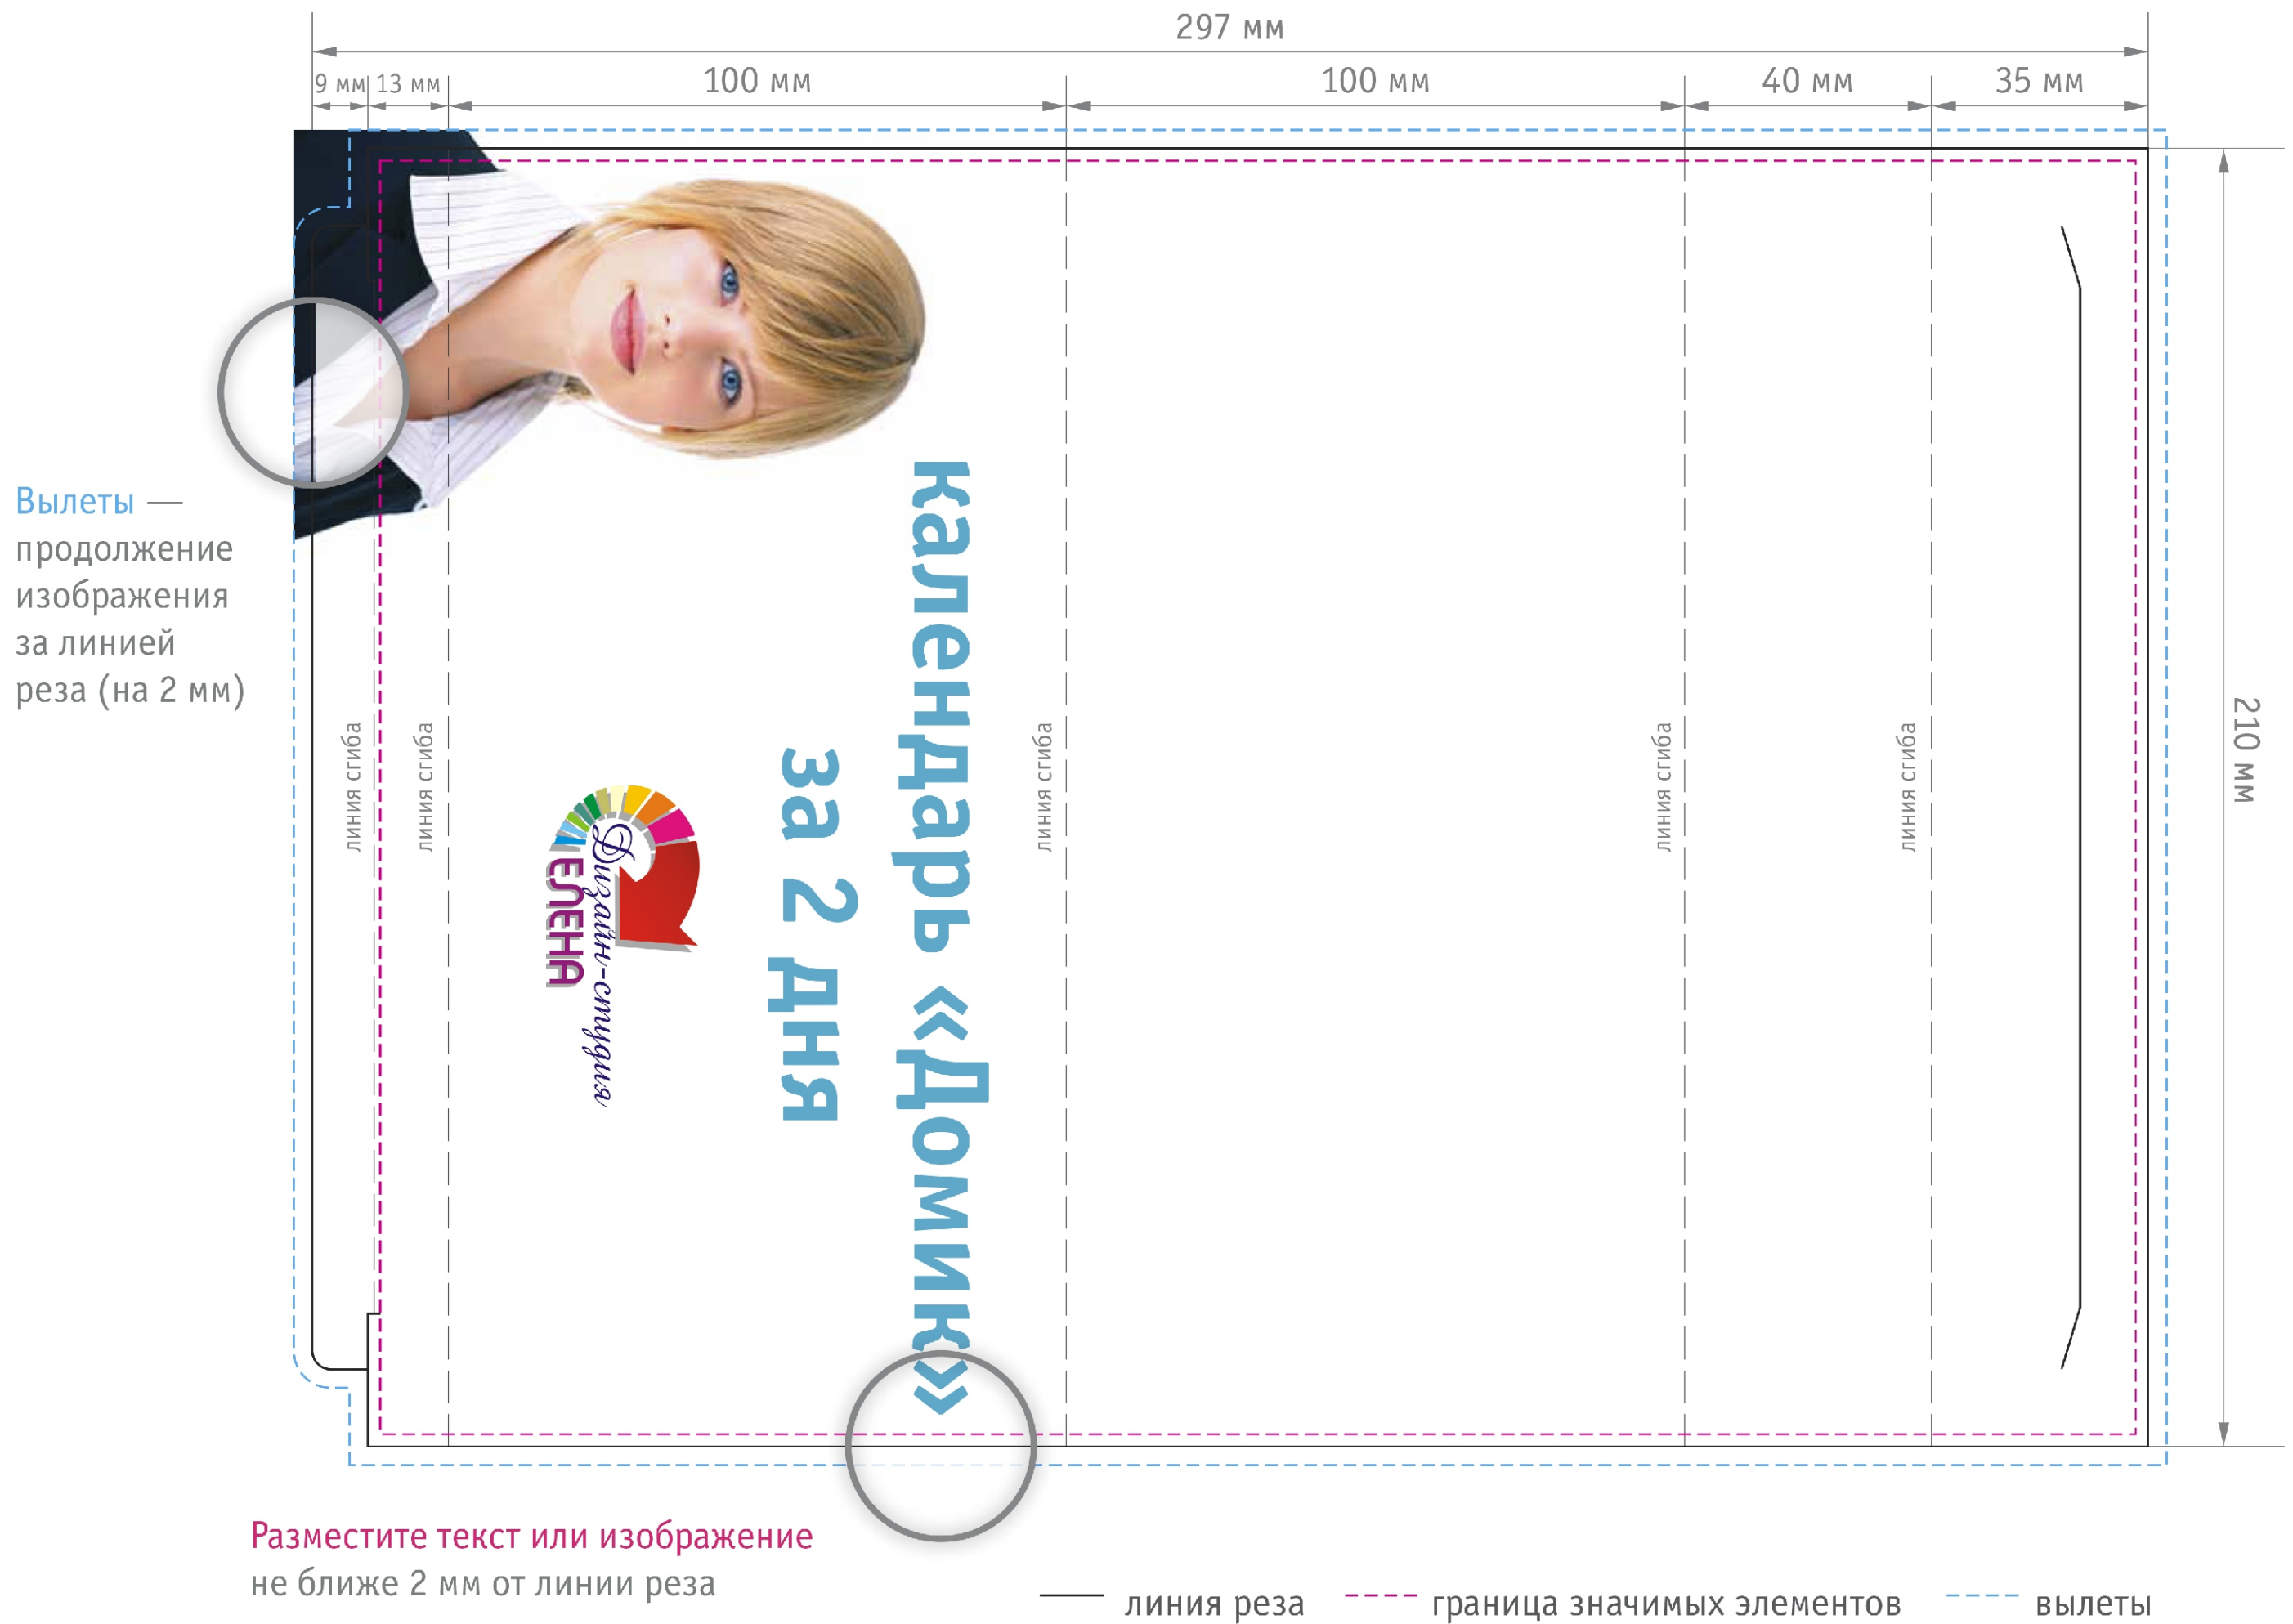 297 мм
9 мм 13 мм 100 мм 100 мм 40 мм 35 мм
Вылеты —
продолжение
изображения
за линией
реза (на 2 мм)
линия сгиба
линия сгиба
линия сгиба
линия сгиба
линия сгиба
210 мм
календарь «Домик»
за 2 дня
Дизайн-студия
ЕЛЕНА
Разместите текст или изображение
не ближе 2 мм от линии реза
линия реза граница значимых элементов вылеты